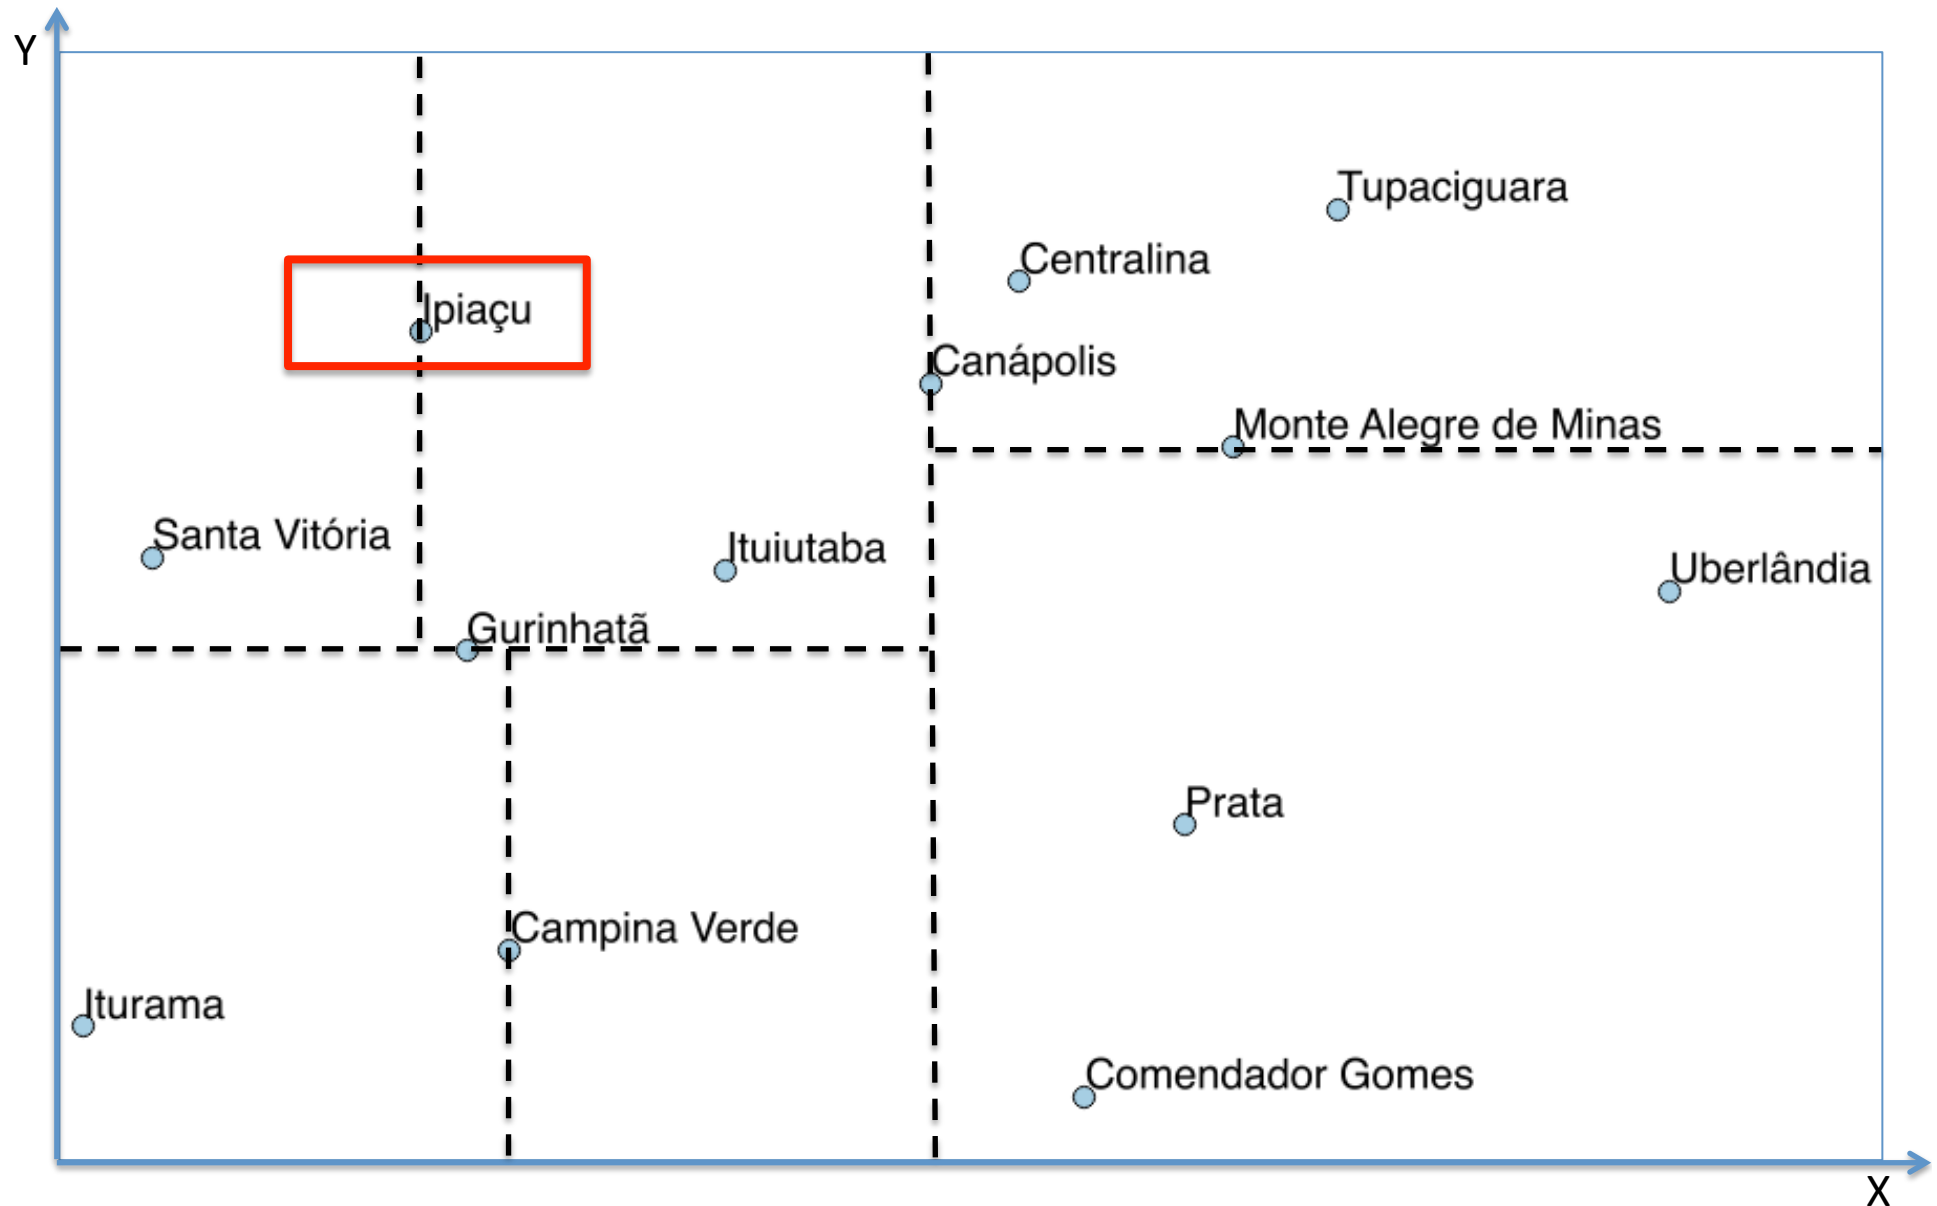 Y
Tupaciguara
Centralina
Ipiaçu
Canápolis
Monte Alegre de Minas
Santa Vitória
Ituiutaba
Uberlândia
Gurinhatã
Prata
Campina Verde
Iturama
Comendador Gomes
X